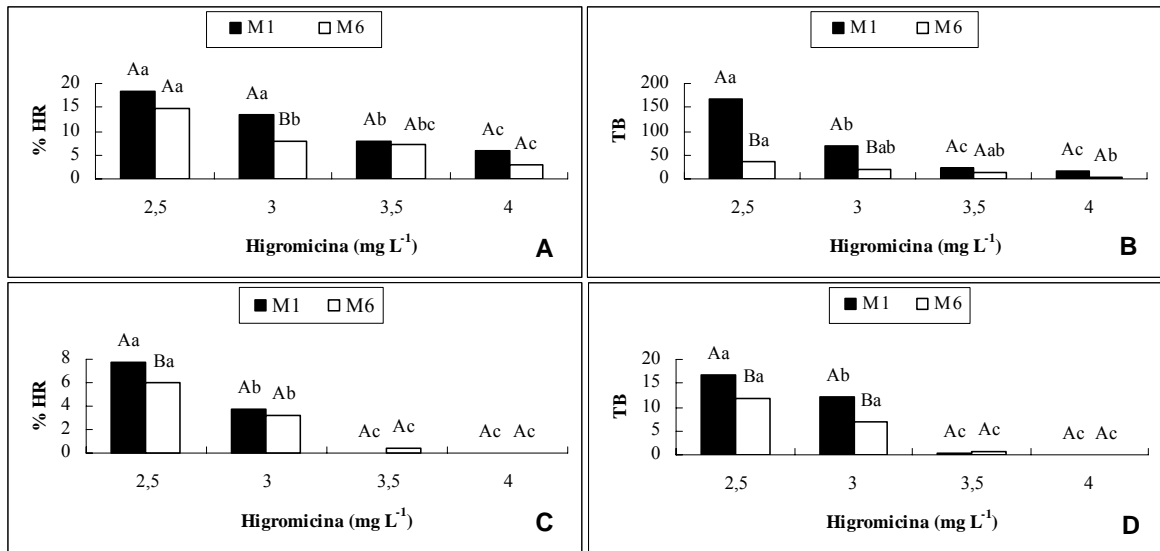 M1 M6
% HR
20
15
10
5
0
Aa Aa Aa Bb Ab Abc Ac Ac
2,5 3 3,5 4
Higromicina (mg L⁻¹)
A
M1 M6
TB
200
150
100
50
0
Aa Ba Ab Bab Ac Aab Ac Ab
2,5 3 3,5 4
Higromicina (mg L⁻¹)
B
M1 M6
% HR
8
6
4
2
0
Aa Ba Ab Ab Ac Ac Ac Ac
2,5 3 3,5 4
Higromicina (mg L⁻¹)
C
M1 M6
TB
20
15
10
5
0
Aa Ba Ab Ba Ac Ac Ac Ac
2,5 3 3,5 4
Higromicina (mg L⁻¹)
D